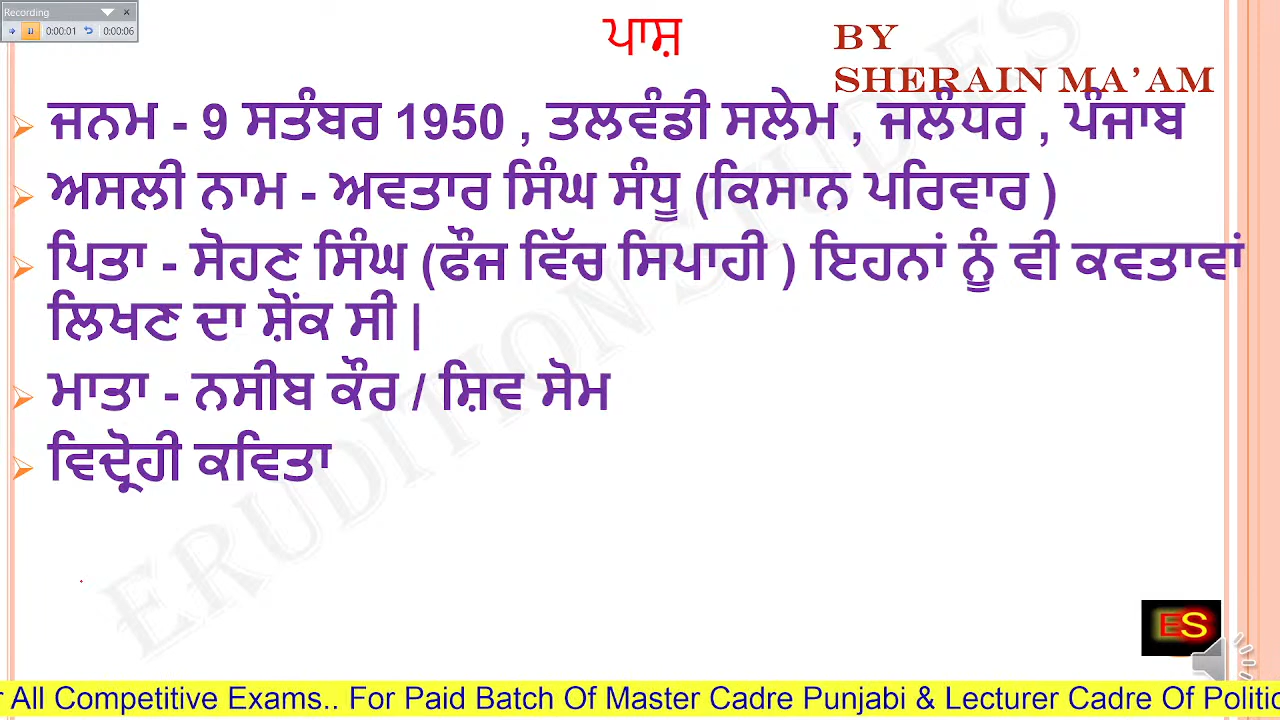 Recording
0:00:01 0:00:06
ਪਾਸ਼
BY
SHERAIN MA'AM
ਜਨਮ - 9 ਸਤੰਬਰ 1950 , ਤਲਵੰਡੀ ਸਲੇਮ , ਜਲੰਧਰ , ਪੰਜਾਬ
ਅਸਲੀ ਨਾਮ - ਅਵਤਾਰ ਸਿੰਘ ਸੰਧੂ (ਕਿਸਾਨ ਪਰਿਵਾਰ )
ਪਿਤਾ - ਸੋਹਣ ਸਿੰਘ (ਫੌਜ ਵਿੱਚ ਸਿਪਾਹੀ ) ਇਹਨਾਂ ਨੂੰ ਵੀ ਕਵਤਾਵਾਂ
ਲਿਖਣ ਦਾ ਸ਼ੋਂਕ ਸੀ |
ਮਾਤਾ - ਨਸੀਬ ਕੌਰ / ਸ਼ਿਵ ਸੋਮ
ਵਿਦ੍ਰੋਹੀ ਕਵਿਤਾ
ERUDITION STUDIES
ES
r All Competitive Exams.. For Paid Batch Of Master Cadre Punjabi & Lecturer Cadre Of Politic